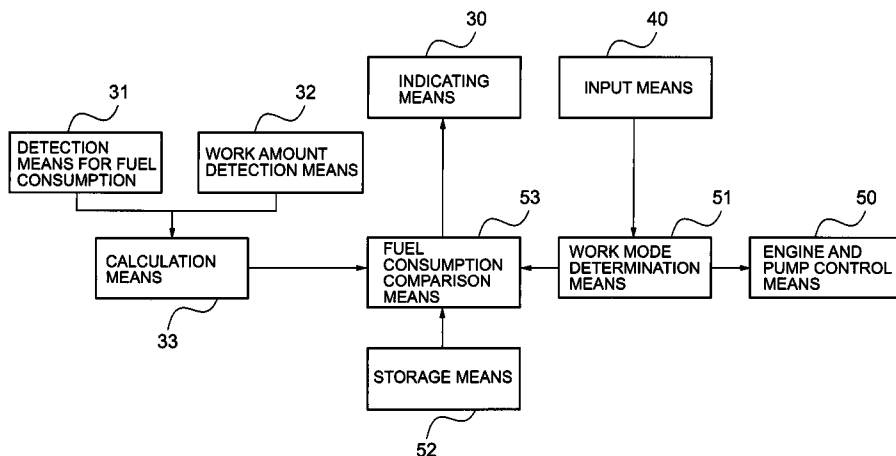 30
40
INDICATING
MEANS
INPUT MEANS
31
32
DETECTION
MEANS FOR FUEL
CONSUMPTION
WORK AMOUNT
DETECTION MEANS
53
51
50
CALCULATION
MEANS
FUEL
CONSUMPTION
COMPARISON
MEANS
WORK MODE
DETERMINATION
MEANS
ENGINE AND
PUMP CONTROL
MEANS
33
STORAGE MEANS
52